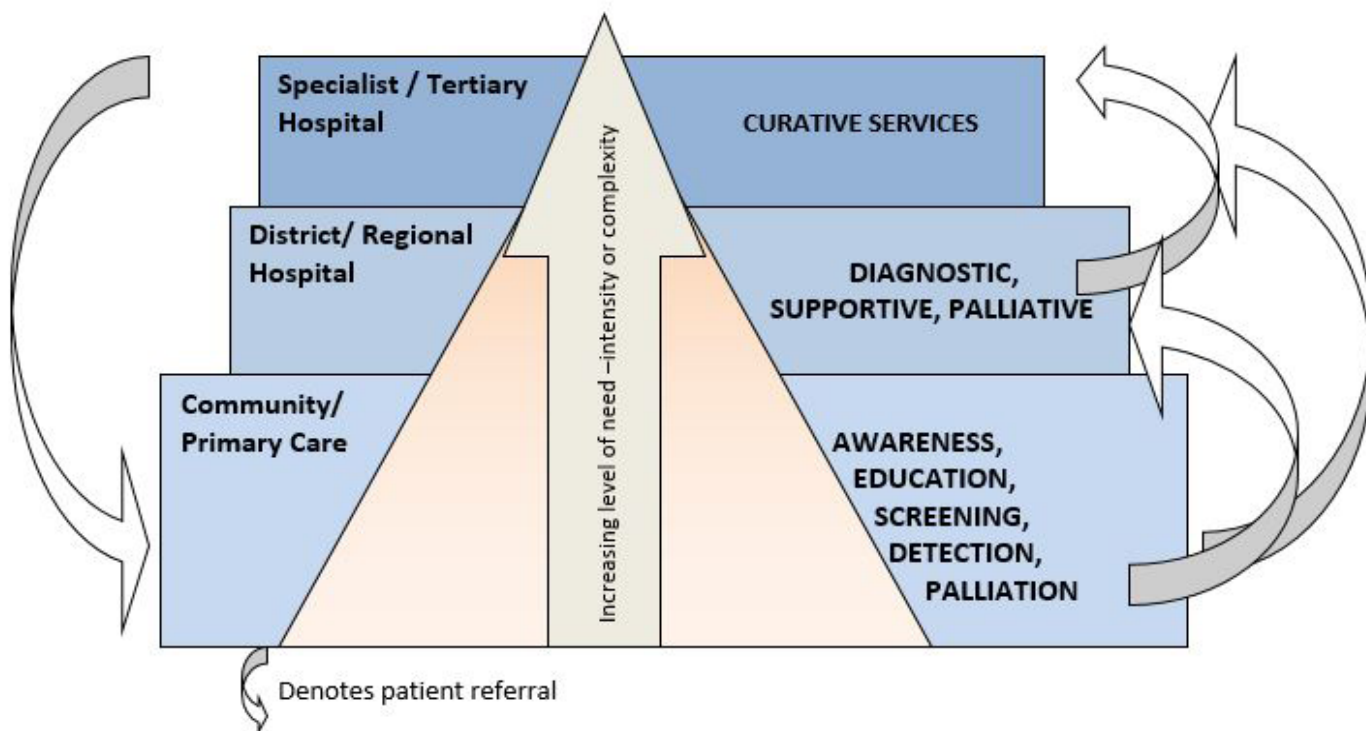 Specialist / Tertiary
Hospital
CURATIVE SERVICES
District/ Regional
Hospital
DIAGNOSTIC,
SUPPORTIVE, PALLIATIVE
Community/
Primary Care
AWARENESS,
EDUCATION,
SCREENING,
DETECTION,
PALLIATION
Increasing level of need –intensity or complexity
Denotes patient referral